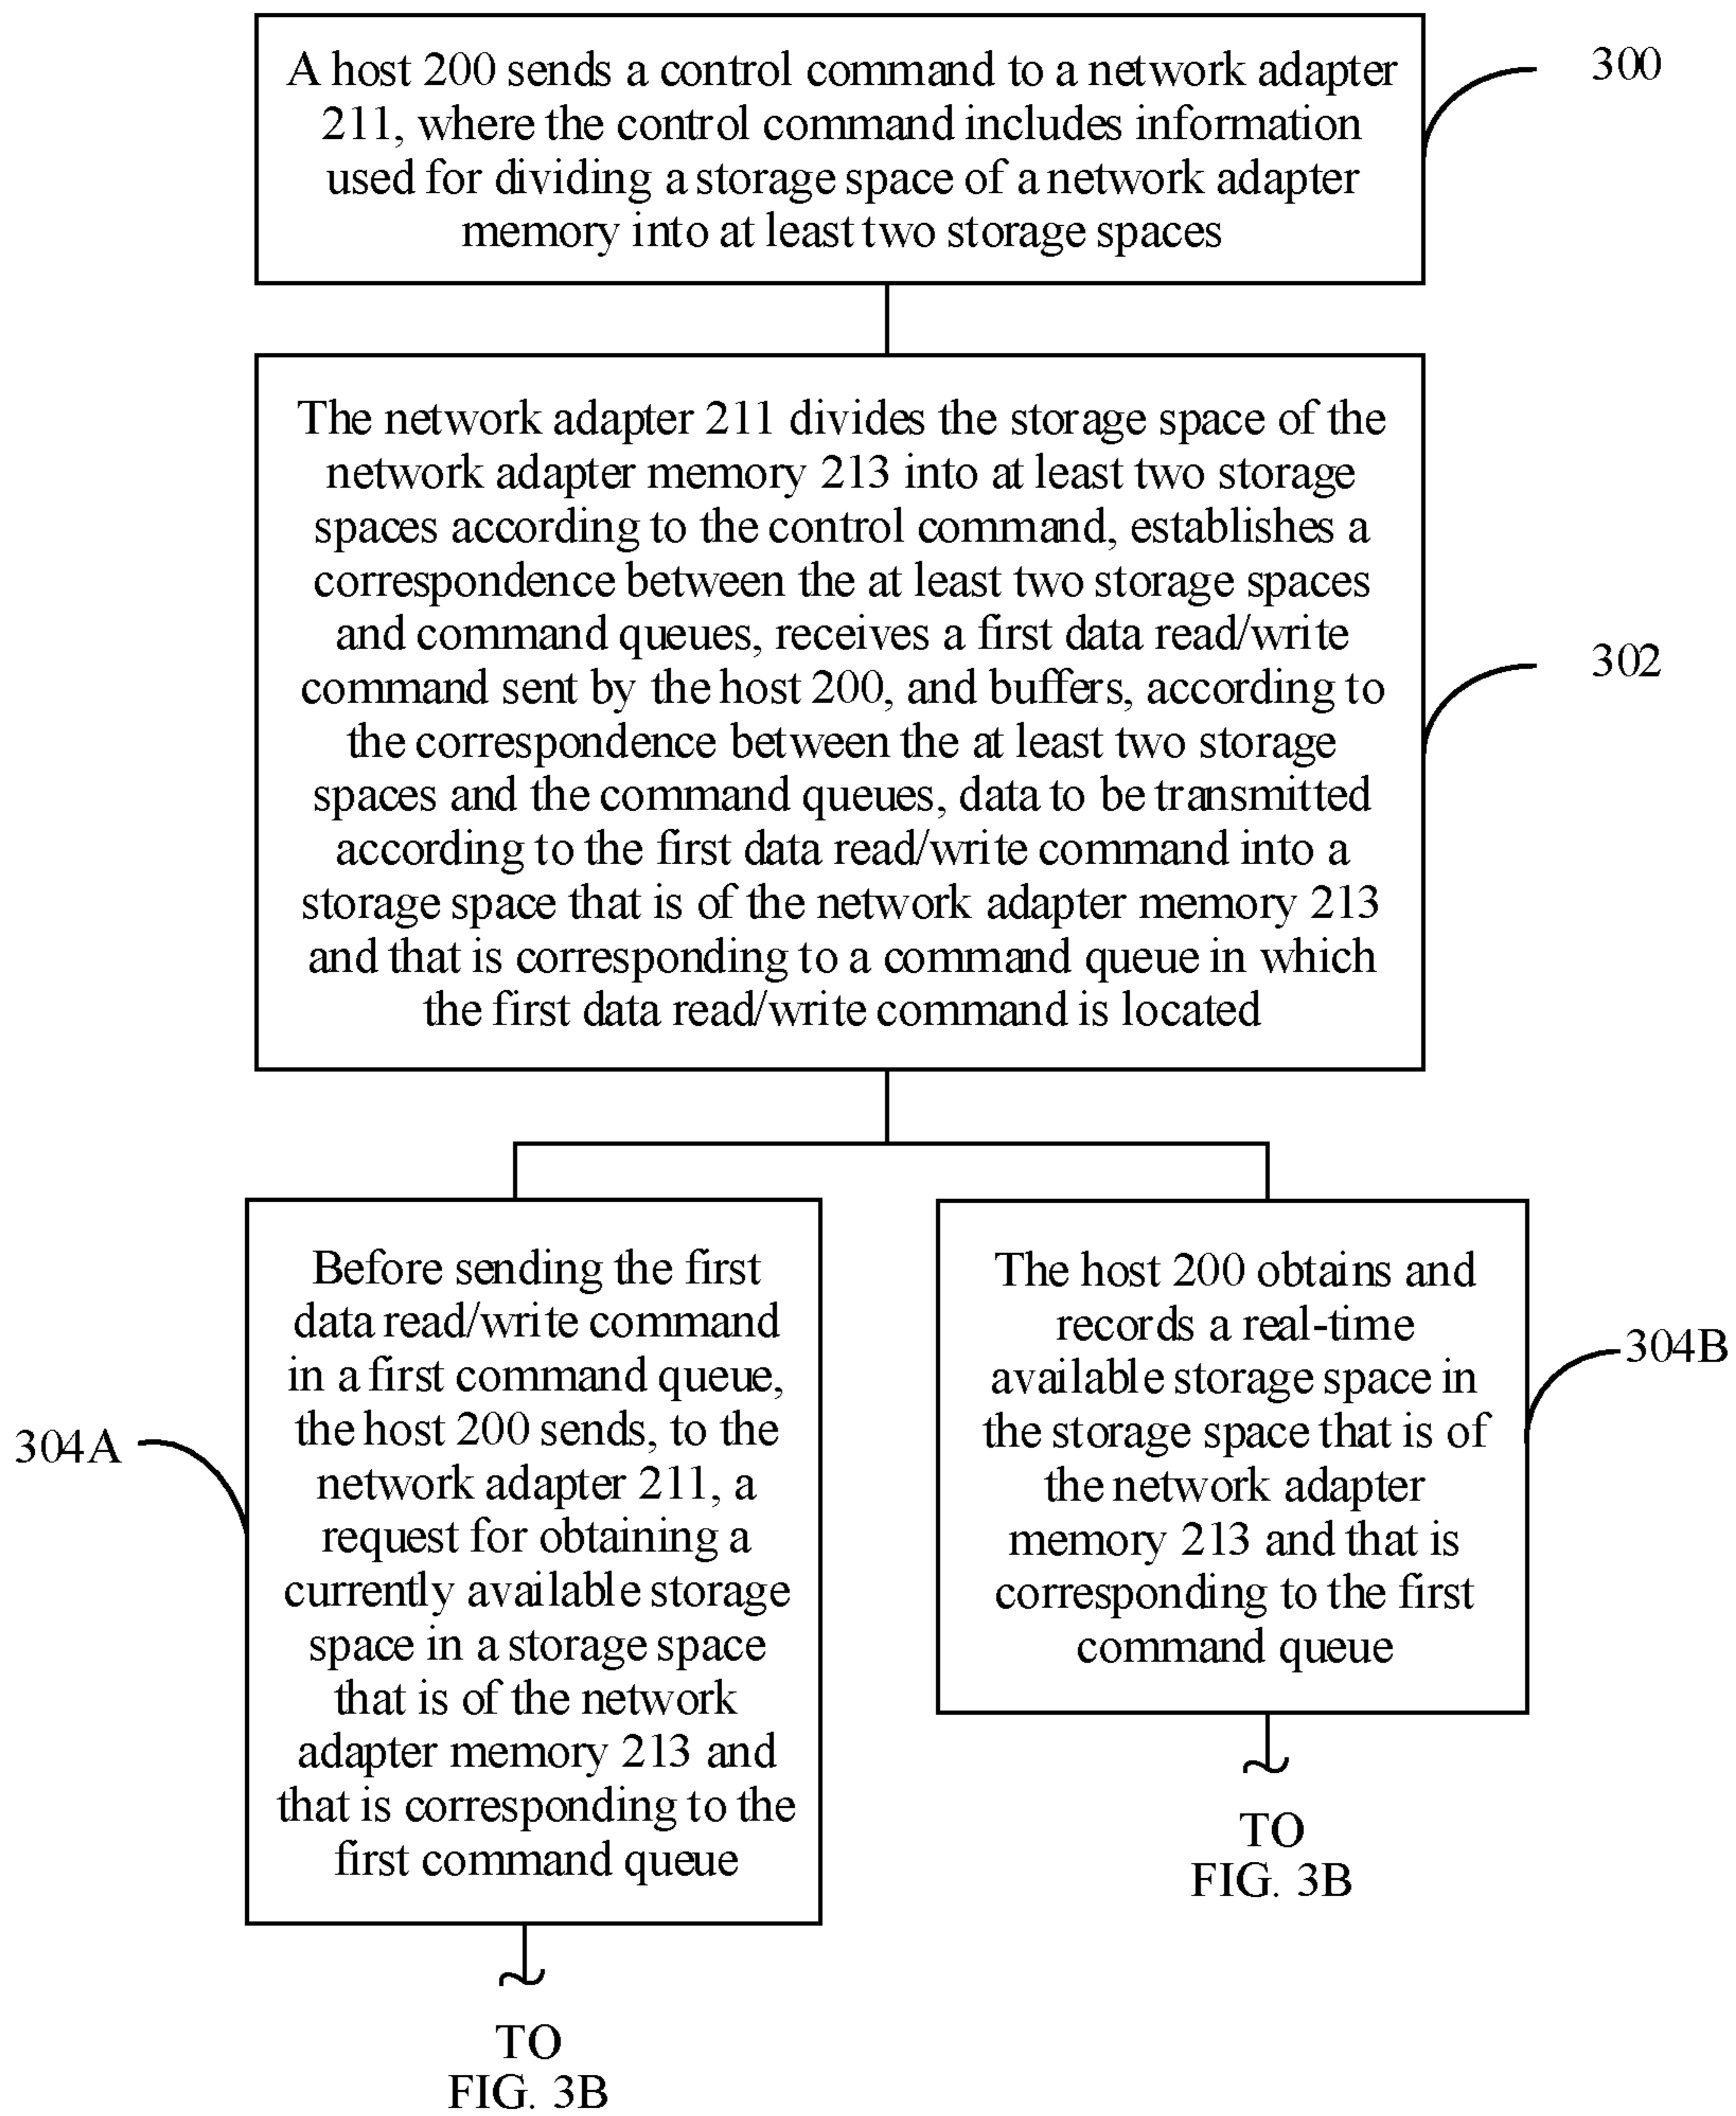 A host 200 sends a control command to a network adapter
211, where the control command includes information
used for dividing a storage space of a network adapter
memory into at least two storage spaces
300
The network adapter 211 divides the storage space of the
network adapter memory 213 into at least two storage
spaces according to the control command, establishes a
correspondence between the at least two storage spaces
and command queues, receives a first data read/write
command sent by the host 200, and buffers, according to
the correspondence between the at least two storage
spaces and the command queues, data to be transmitted
according to the first data read/write command into a
storage space that is of the network adapter memory 213
and that is corresponding to a command queue in which
the first data read/write command is located
302
304A
Before sending the first
data read/write command
in a first command queue,
the host 200 sends, to the
network adapter 211, a
request for obtaining a
currently available storage
space in a storage space
that is of the network
adapter memory 213 and
that is corresponding to the
first command queue
TO
FIG. 3B
The host 200 obtains and
records a real-time
available storage space in
the storage space that is of
the network adapter
memory 213 and that is
corresponding to the first
command queue
304B
TO
FIG. 3B